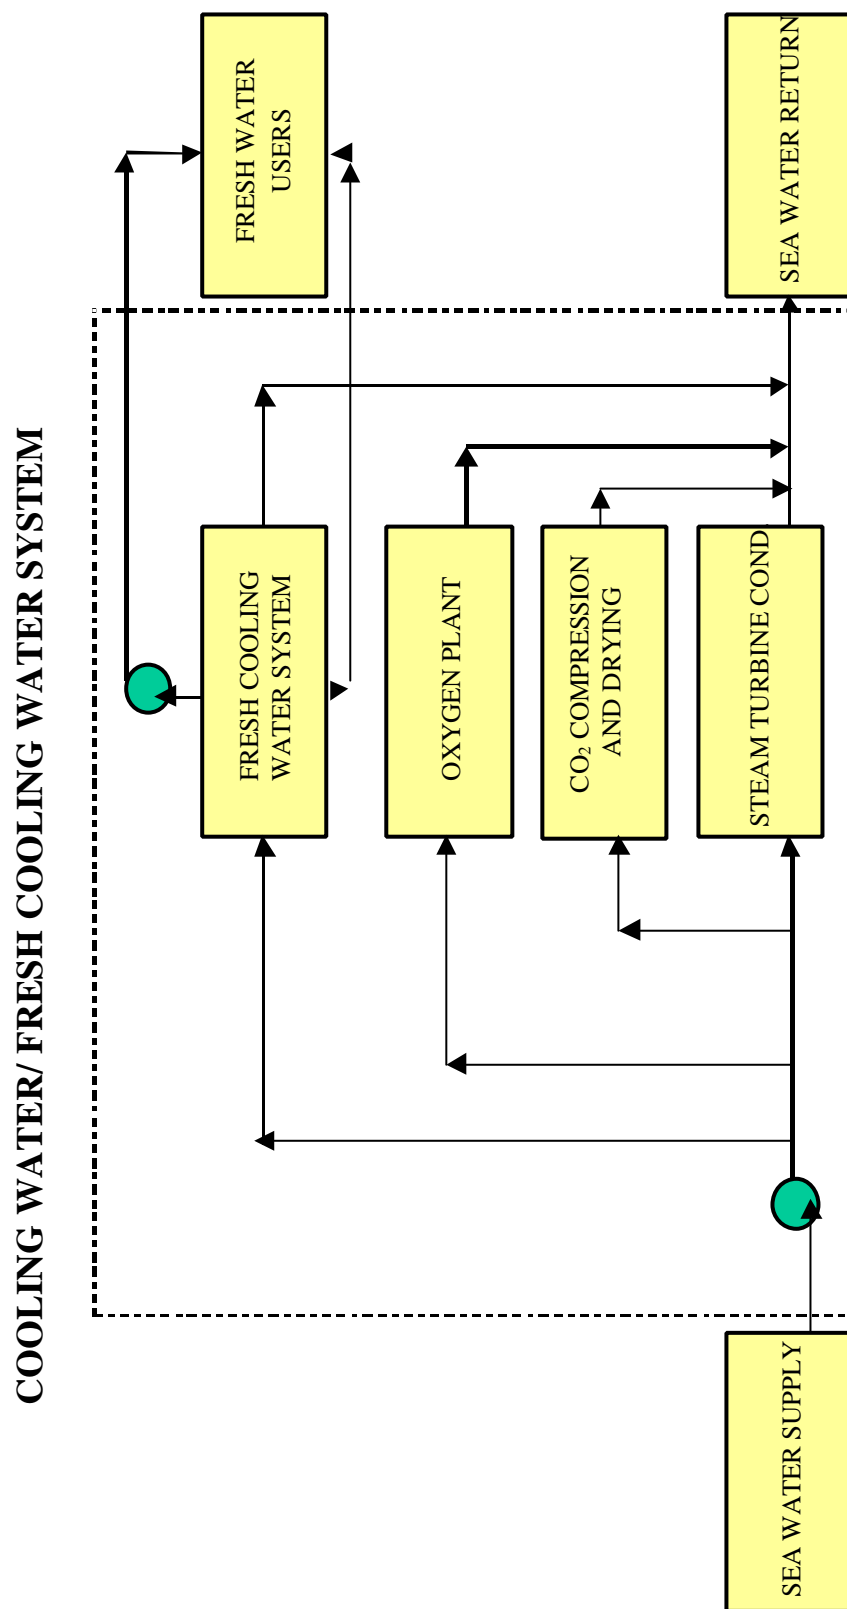 COOLING WATER/ FRESH COOLING WATER SYSTEM
FRESH COOLING
WATER SYSTEM
FRESH WATER
USERS
OXYGEN PLANT
CO₂ COMPRESSION
AND DRYING
SEA WATER SUPPLY
STEAM TURBINE COND.
SEA WATER RETURN